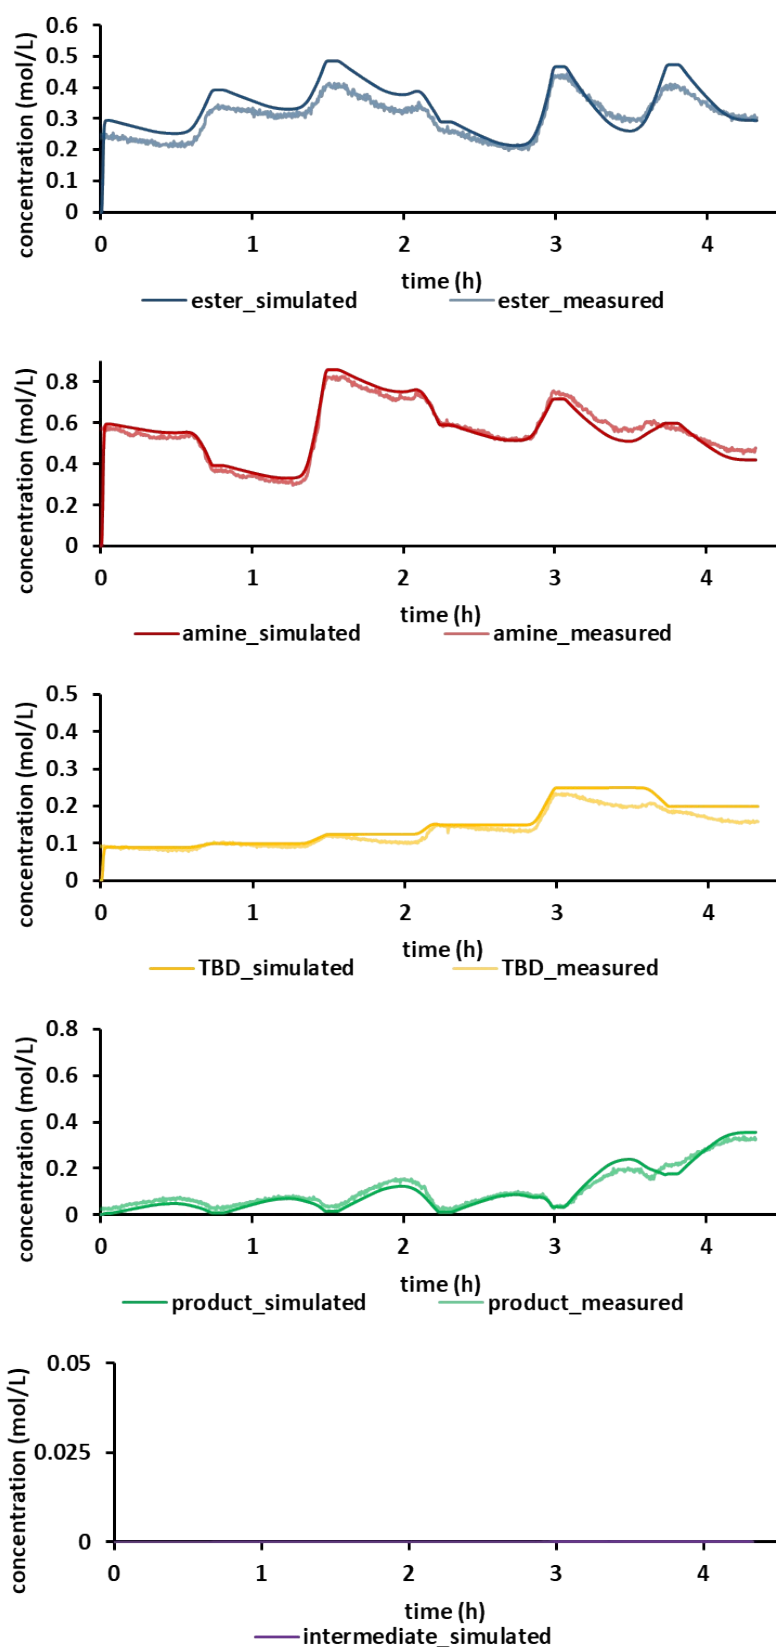 concentration (mol/L)
0.6
0.5
0.4
0.3
0.2
0.1
0
0 1 2 3 4
time (h)
ester_simulated ester_measured
concentration (mol/L)
0.8
0.6
0.4
0.2
0
0 1 2 3 4
time (h)
amine_simulated amine_measured
concentration (mol/L)
0.5
0.4
0.3
0.2
0.1
0
0 1 2 3 4
time (h)
TBD_simulated TBD_measured
concentration (mol/L)
0.8
0.6
0.4
0.2
0
0 1 2 3 4
time (h)
product_simulated product_measured
concentration (mol/L)
0.05
0.025
0
0 1 2 3 4
time (h)
intermediate_simulated